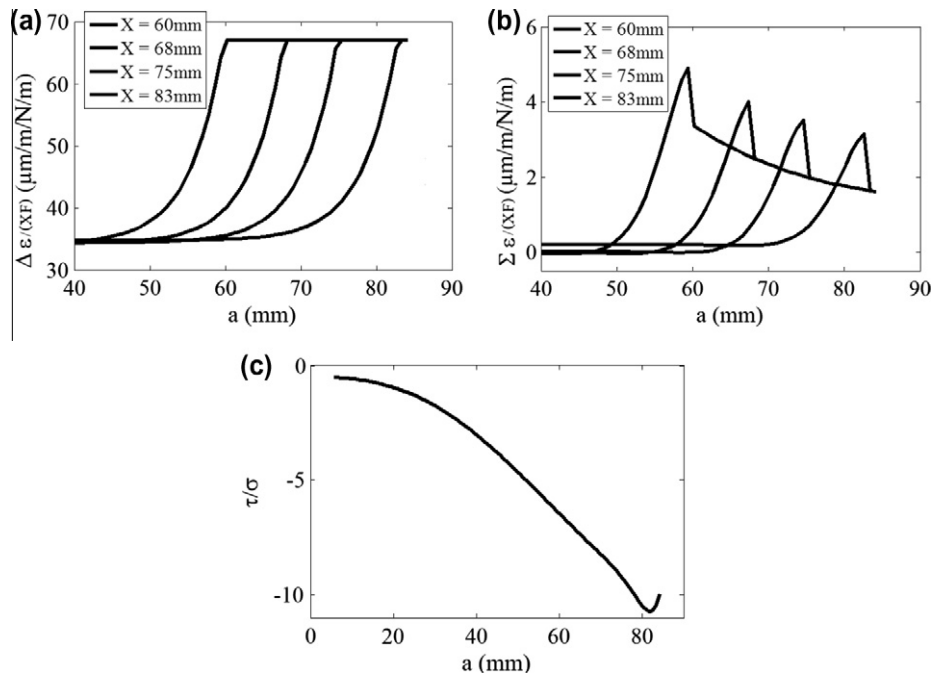 (a)
X = 60mm
X = 68mm
X = 75mm
X = 83mm
70
60
50
40
30
Δ ε/(XF) (μm/m/N/m)
40 50 60 70 80 90
a (mm)
(b)
X = 60mm
X = 68mm
X = 75mm
X = 83mm
6
4
2
0
Σ ε/(XF) (μm/m/N/m)
40 50 60 70 80 90
a (mm)
(c)
0
-5
-10
τ/σ
0 20 40 60 80
a (mm)